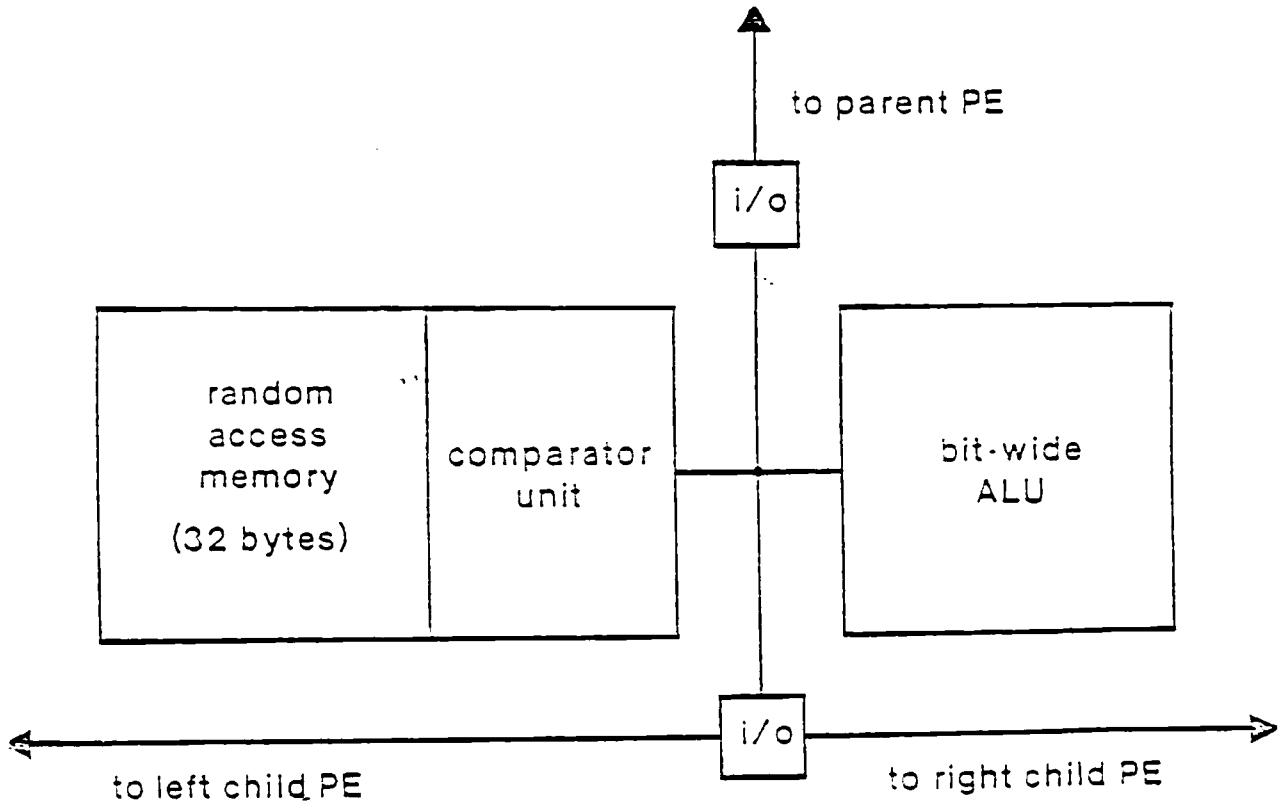 to parent PE
i/o
random
access
memory
(32 bytes)
comparator
unit
bit-wide
ALU
i/o
to left child PE
to right child PE